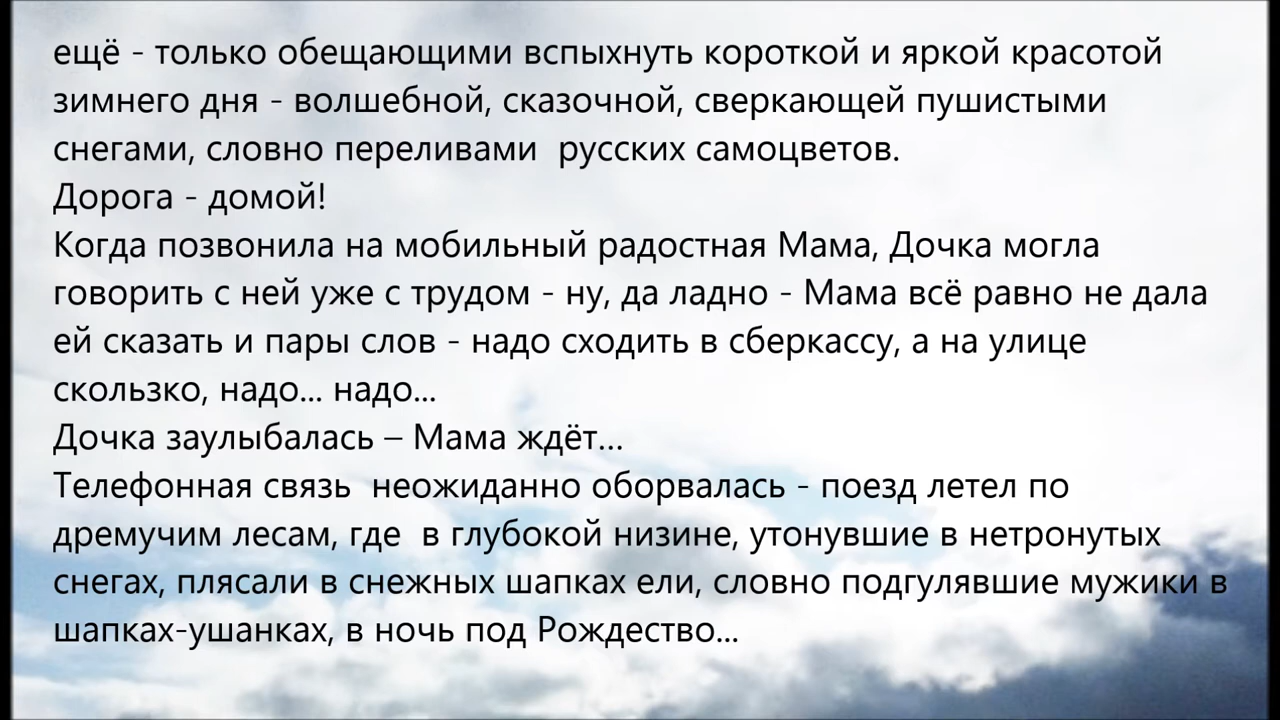 ещё - только обещающими вспыхнуть короткой и яркой красотой
зимнего дня - волшебной, сказочной, сверкающей пушистыми
снегами, словно переливами  русских самоцветов.
Дорога - домой!
Когда позвонила на мобильный радостная Мама, Дочка могла
говорить с ней уже с трудом - ну, да ладно - Мама всё равно не дала
ей сказать и пары слов - надо сходить в сберкассу, а на улице
скользко, надо... надо...
Дочка заулыбалась – Мама ждёт...
Телефонная связь  неожиданно оборвалась - поезд летел по
дремучим лесам, где  в глубокой низине, утонувшие в нетронутых
снегах, плясали в снежных шапках ели, словно подгулявшие мужики в
шапках-ушанках, в ночь под Рождество...